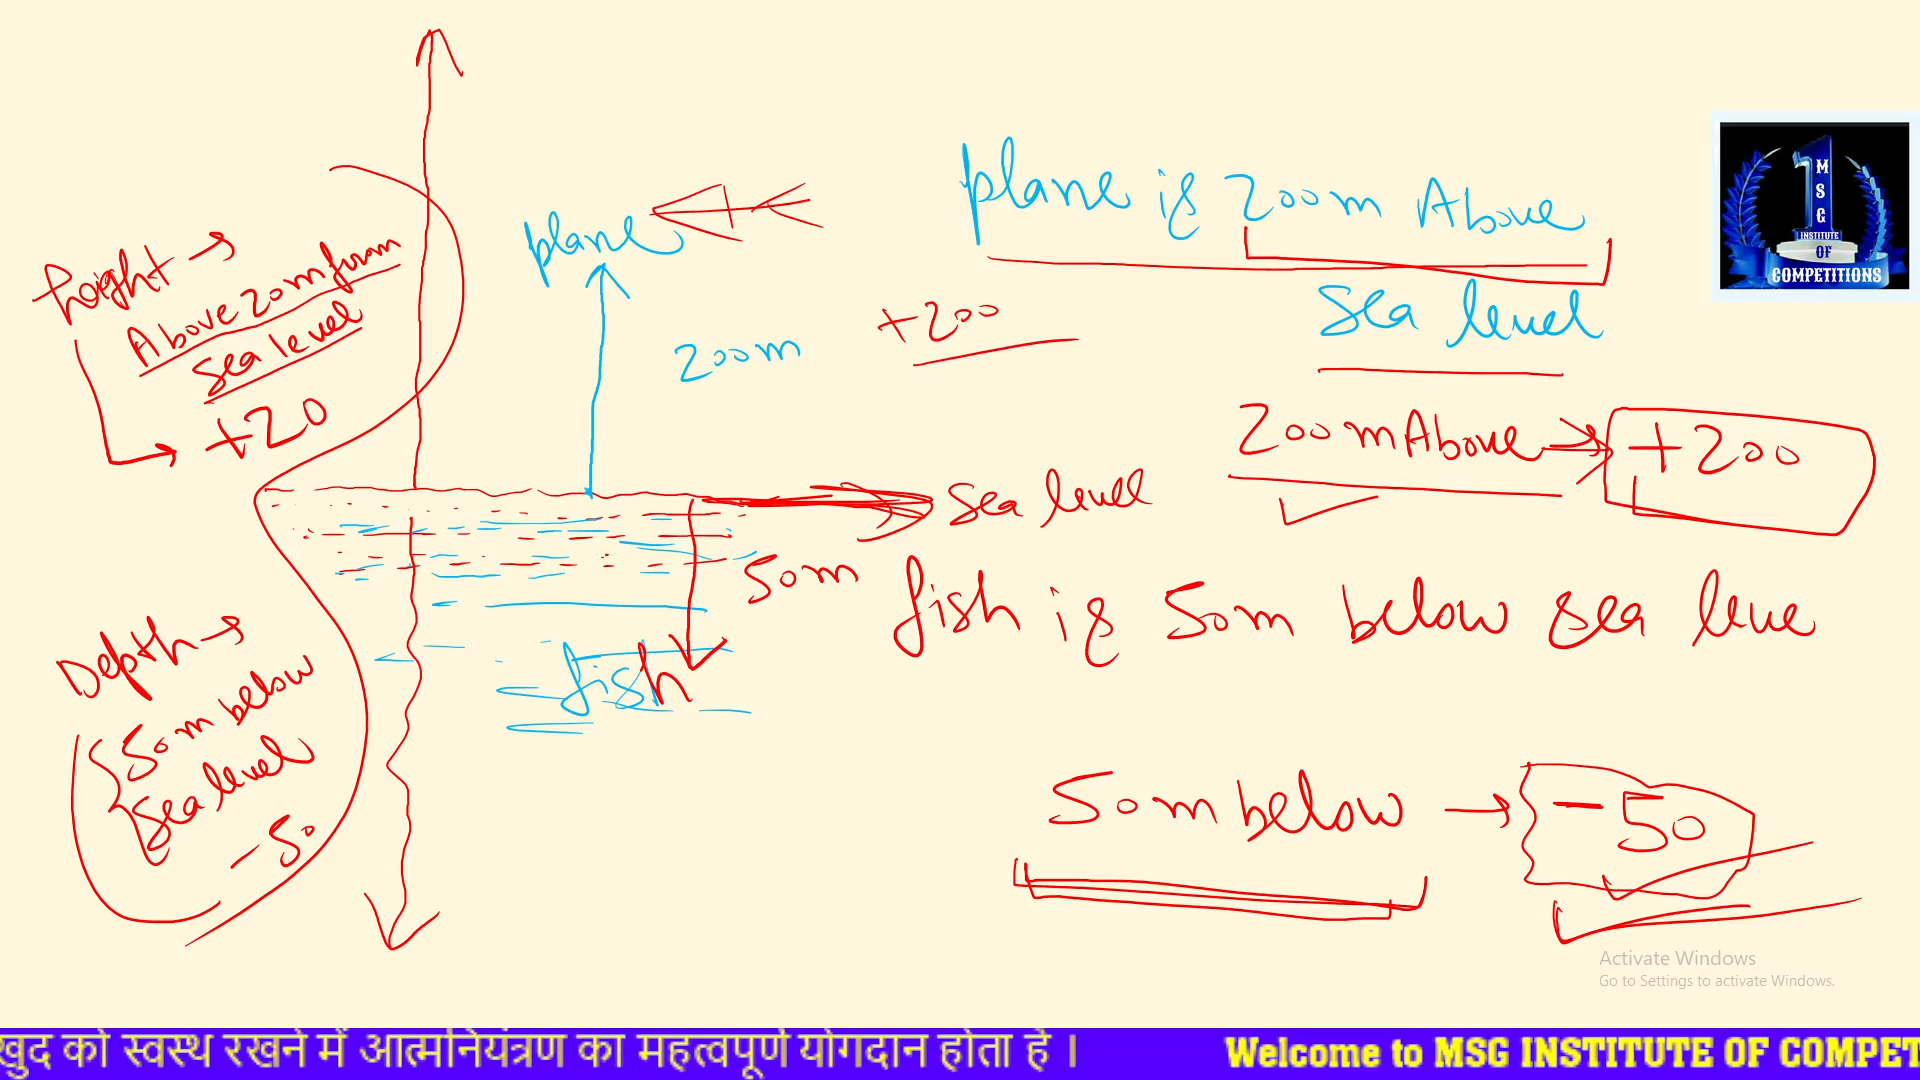 height →
Above 20m from
sea level
+20
plane
200m
+200
plane is 200m Above
sea level
200m Above → +200
sea level
50m
fish is 50m below sea leve
fish
Depth →
50m below
sea level
-50
50m below → -50
1 MSG
INSTITUTE
OF
COMPETITIONS
Activate Windows
Go to Settings to activate Windows.
खुद को स्वस्थ रखने में आत्मनियंत्रण का महत्वपूर्ण योगदान होता है ।
Welcome to MSG INSTITUTE OF COMPET